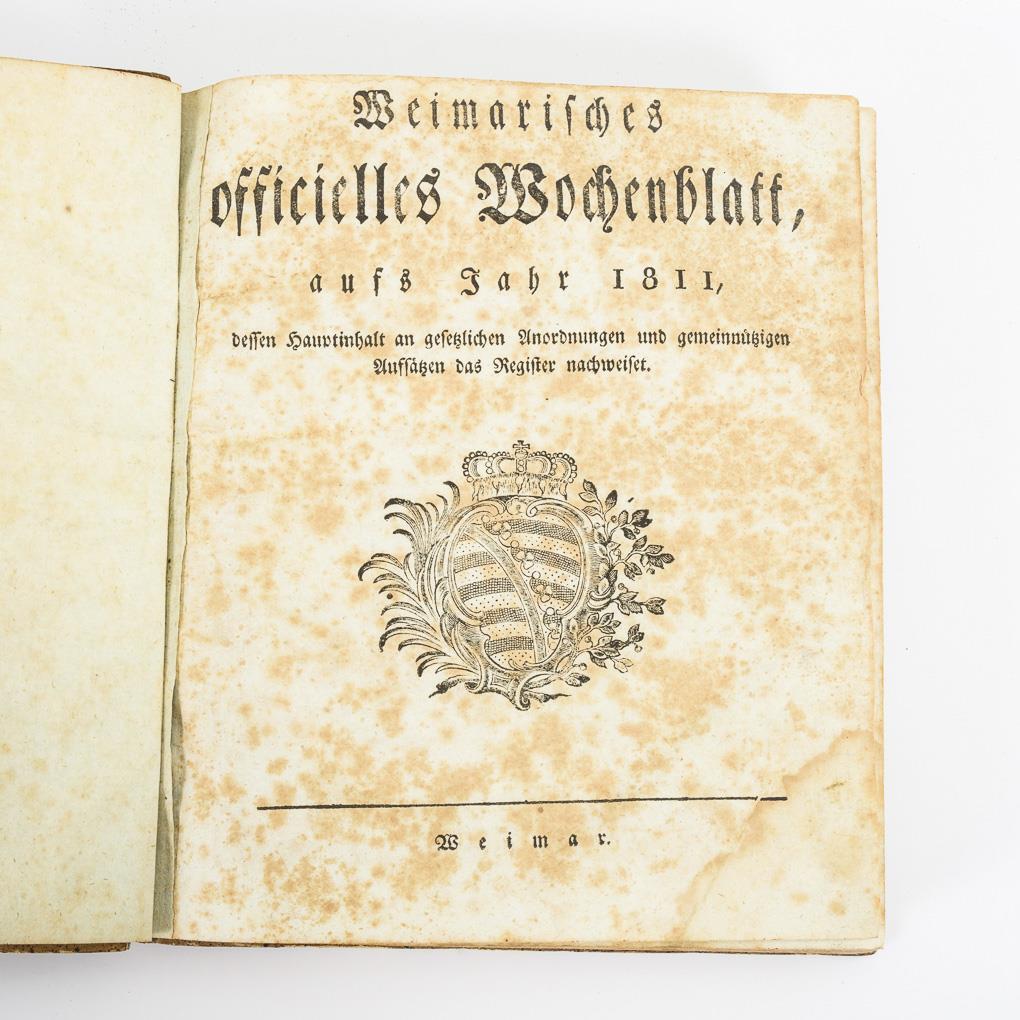 Weimarisches
officielles Wochenblatt,
aufs Jahr 1811,
dessen Hauptinhalt an gesetzlichen Anordnungen und gemeinnützigen
Aufsätzen das Register nachweiset.
Weimar.